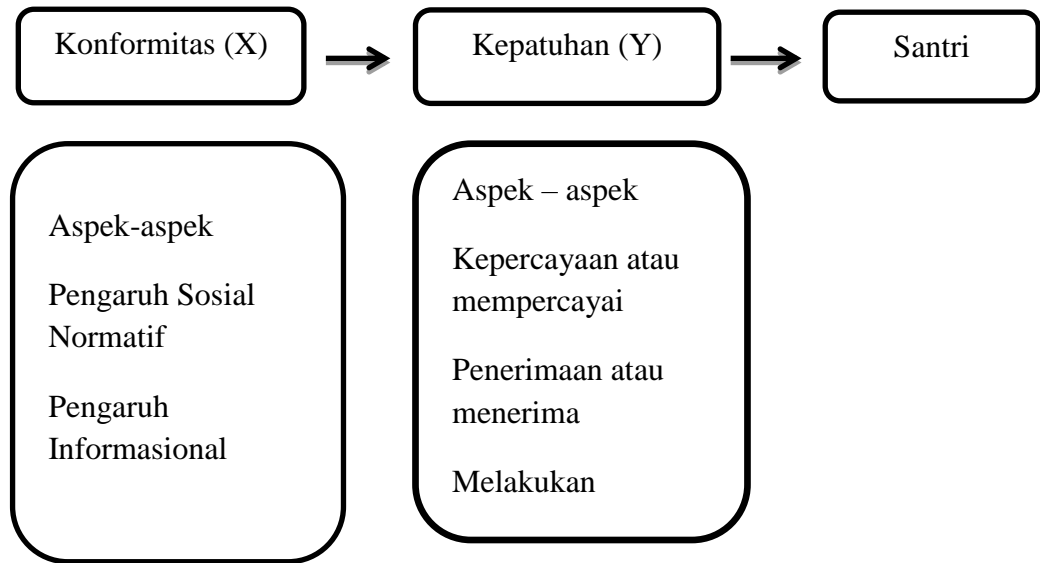 Konformitas (X)
Kepatuhan (Y)
Santri
Aspek-aspek
Pengaruh Sosial
Normatif
Pengaruh
Informasional
Aspek – aspek
Kepercayaan atau
mempercayai
Penerimaan atau
menerima
Melakukan